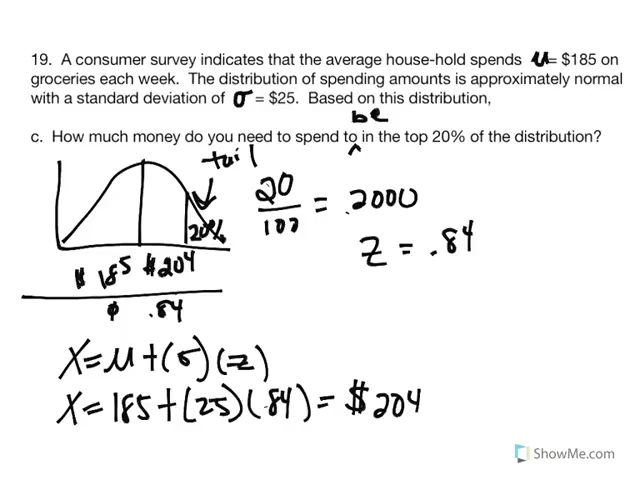 19. A consumer survey indicates that the average house-hold spends μ = $185 on
groceries each week. The distribution of spending amounts is approximately normal
with a standard deviation of σ = $25. Based on this distribution,
be
c. How much money do you need to spend to ^ in the top 20% of the distribution?
tail
20/100 = .2000
20%
z = .84
$185 $204
0 .84
X = μ + (σ)(z)
X = 185 + (25)(.84) = $204
ShowMe.com